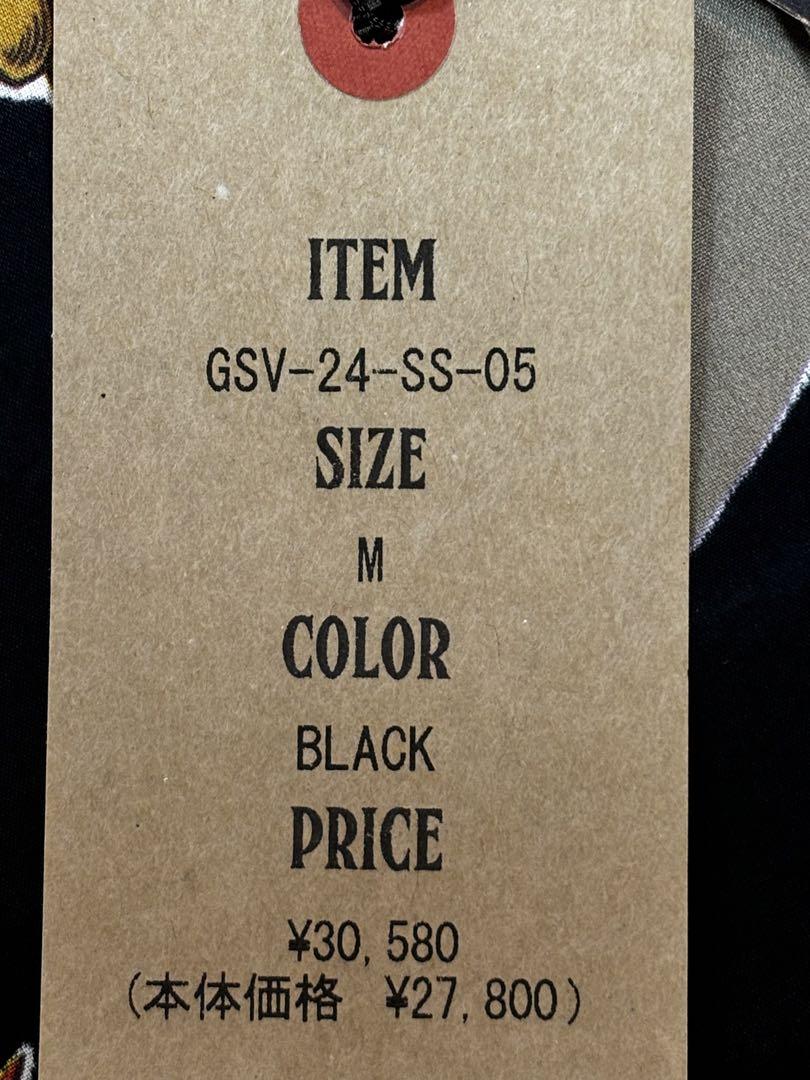 ITEM
GSV-24-SS-05
SIZE
M
COLOR
BLACK
PRICE
¥30,580
(本体価格　¥27,800)